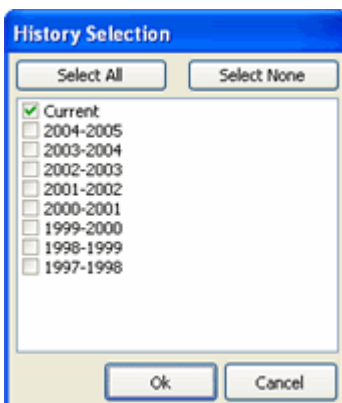 History Selection
Select All Select None
Current
2004-2005
2003-2004
2002-2003
2001-2002
2000-2001
1999-2000
1998-1999
1997-1998
Ok Cancel